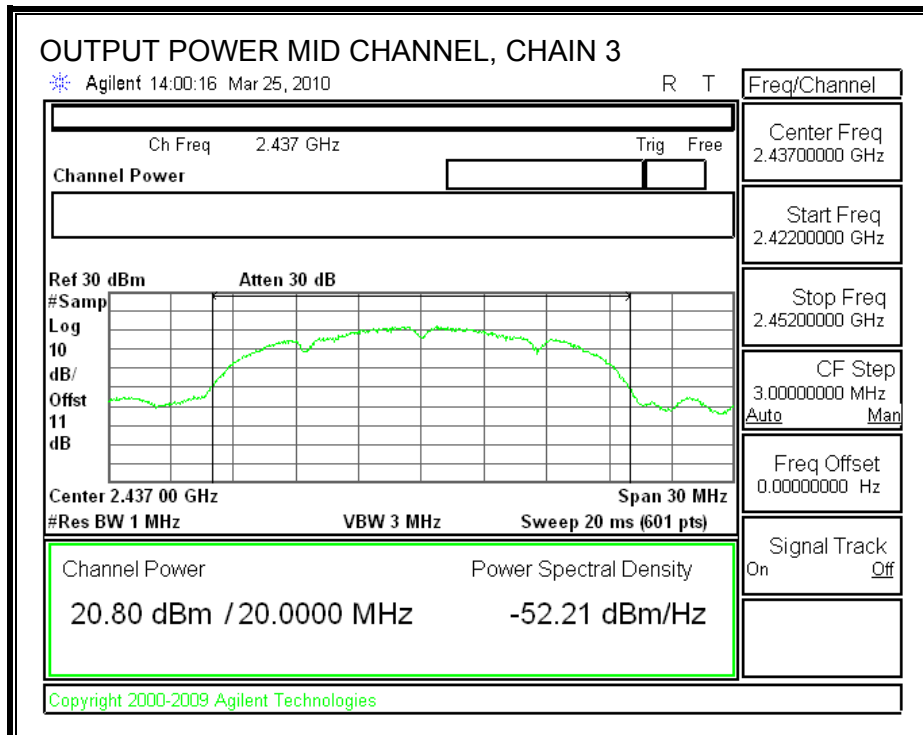 OUTPUT POWER MID CHANNEL, CHAIN 3
Agilent 14:00:16 Mar 25, 2010 R T
Freq/Channel
Ch Freq 2.437 GHz Trig Free
Channel Power
Center Freq
2.43700000 GHz
Start Freq
2.42200000 GHz
Stop Freq
2.45200000 GHz
CF Step
3.00000000 MHz
Auto Man
Freq Offset
0.00000000 Hz
Signal Track
On Off
Ref 30 dBm Atten 30 dB
#Samp
Log
10
dB/
Offst
11
dB
Center 2.437 00 GHz Span 30 MHz
#Res BW 1 MHz VBW 3 MHz Sweep 20 ms (601 pts)
Channel Power Power Spectral Density
20.80 dBm / 20.0000 MHz -52.21 dBm/Hz
Copyright 2000-2009 Agilent Technologies